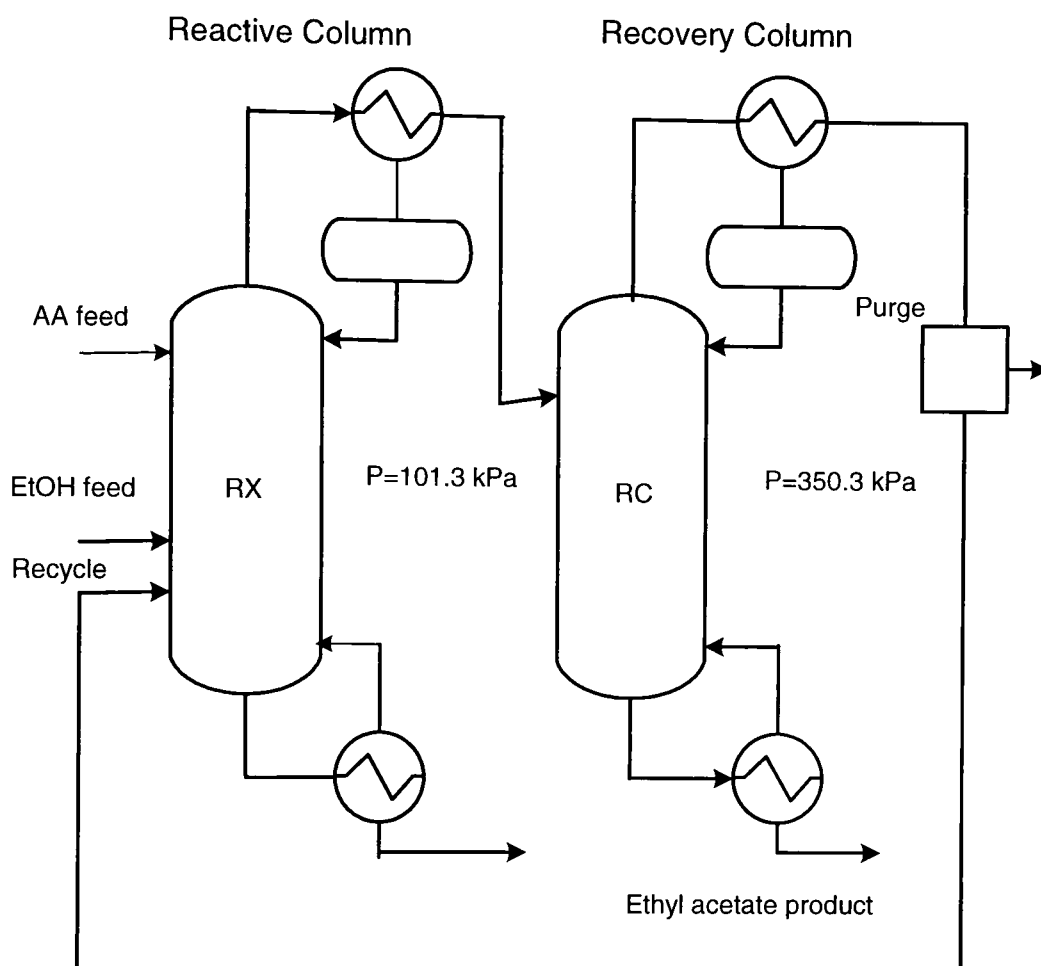 Reactive Column
Recovery Column
AA feed
Purge
EtOH feed
RX
P=101.3 kPa
RC
P=350.3 kPa
Recycle
Ethyl acetate product